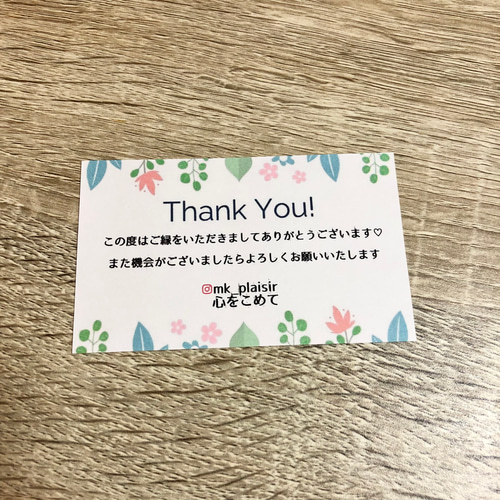 Thank You!
この度はご縁をいただきましてありがとうございます♡
また機会がございましたらよろしくお願いいたします
mk_plaisir
心をこめて